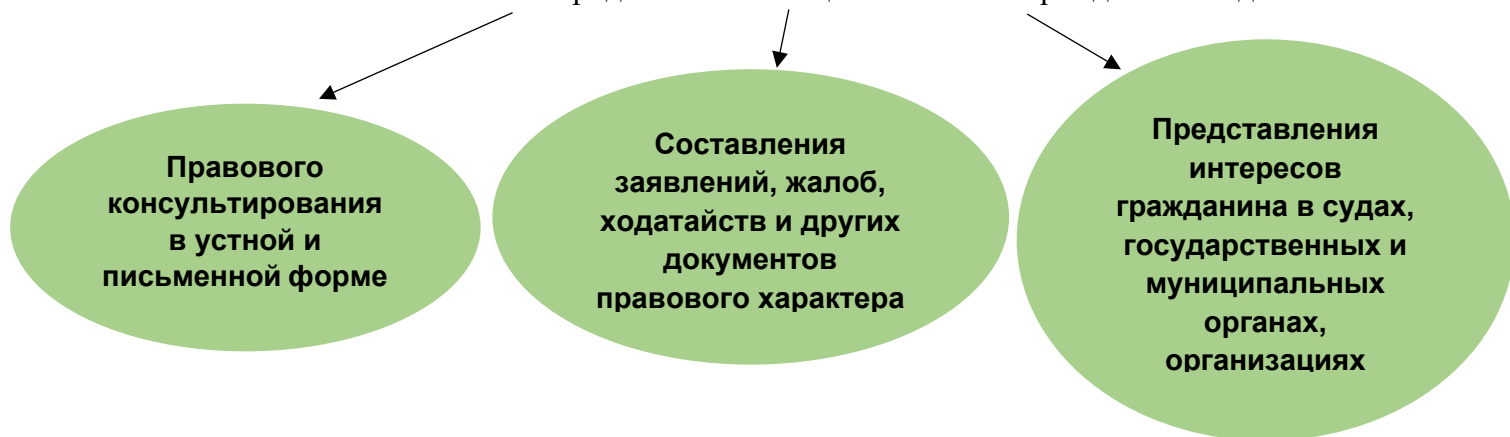 Правового
консультирования
в устной и
письменной форме
Составления
заявлений, жалоб,
ходатайств и других
документов
правового характера
Представления
интересов
гражданина в судах,
государственных и
муниципальных
органах,
организациях